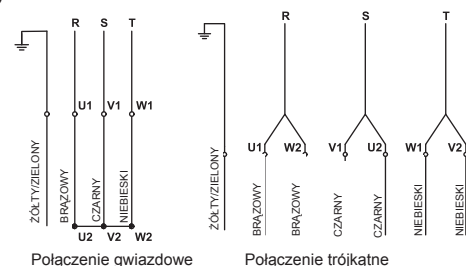 R S T
U1 V1 W1
ŻÓŁTY/ZIELONY
BRĄZOWY
CZARNY
NIEBIESKI
U2 V2 W2
Połączenie gwiazdowe
R S T
U1 W2 V1 U2 W1 V2
ŻÓŁTY/ZIELONY
BRĄZOWY
BRĄZOWY
CZARNY
CZARNY
NIEBIESKI
NIEBIESKI
Połączenie trójkatne